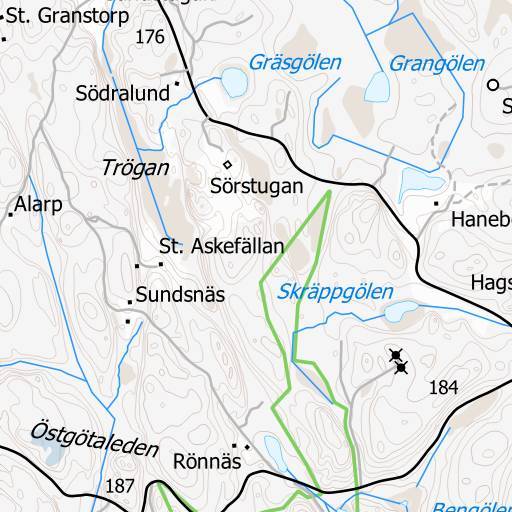 St. Granstorp
176
Gräsgölen
Grangölen
Södralund
S
Trögan
Sörstugan
Alarp
Hanebo
St. Askefällan
Hags
Skräppgölen
Sundsnäs
184
Östgötaleden
Rönnäs
187
Bengölen